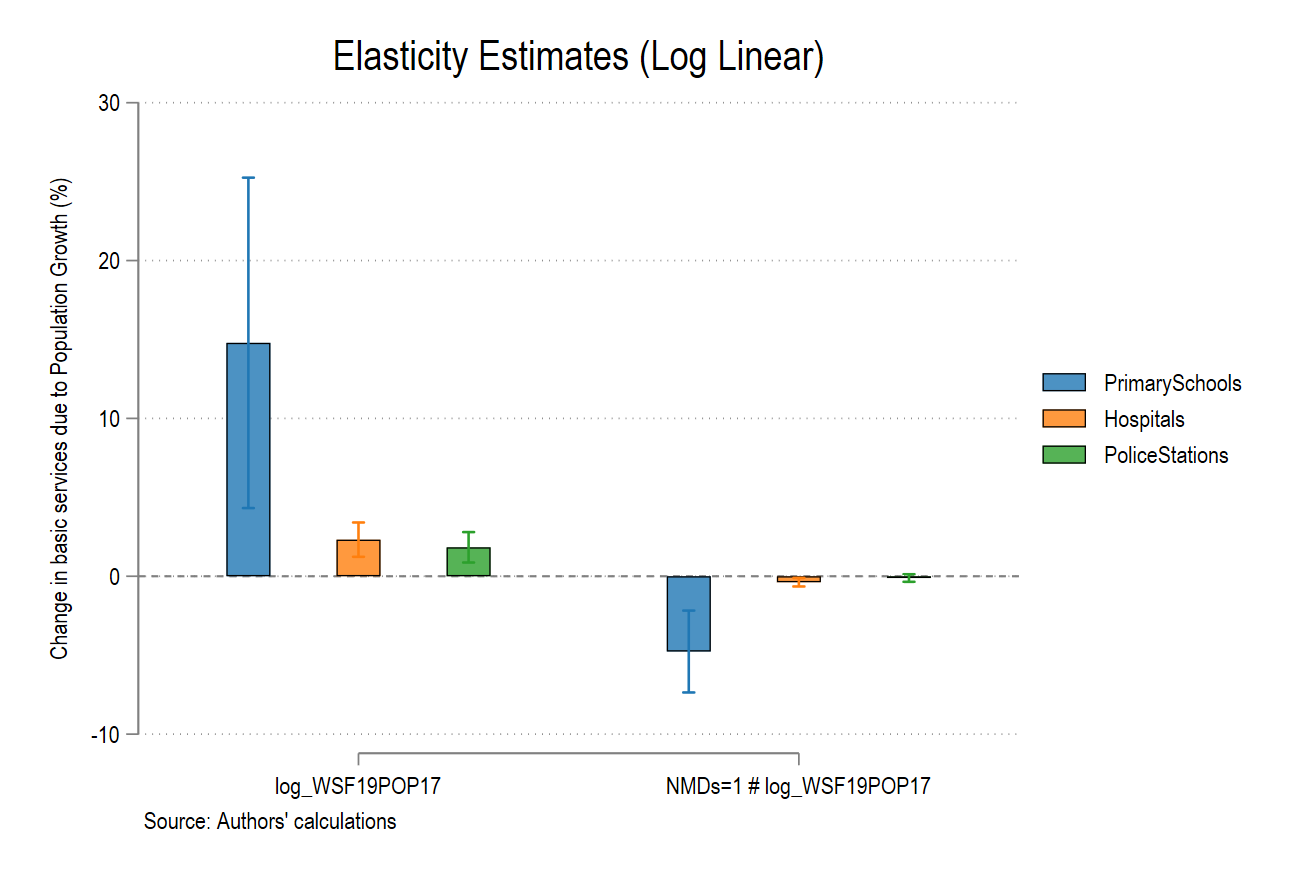 Elasticity Estimates (Log Linear)
Change in basic services due to Population Growth (%)
30
20
10
0
-10
PrimarySchools
Hospitals
PoliceStations
log_WSF19POP17
NMDs=1 # log_WSF19POP17
Source: Authors' calculations